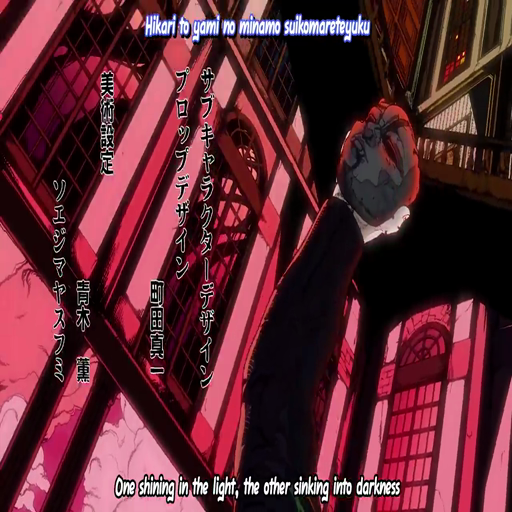 Hikari to yami no minamo suikomareteyuku
サブキャラクターデザイン
プロップデザイン
町田真一
美術設定
青木 薫
ソエジマヤスフミ
One shining in the light, the other sinking into darkness